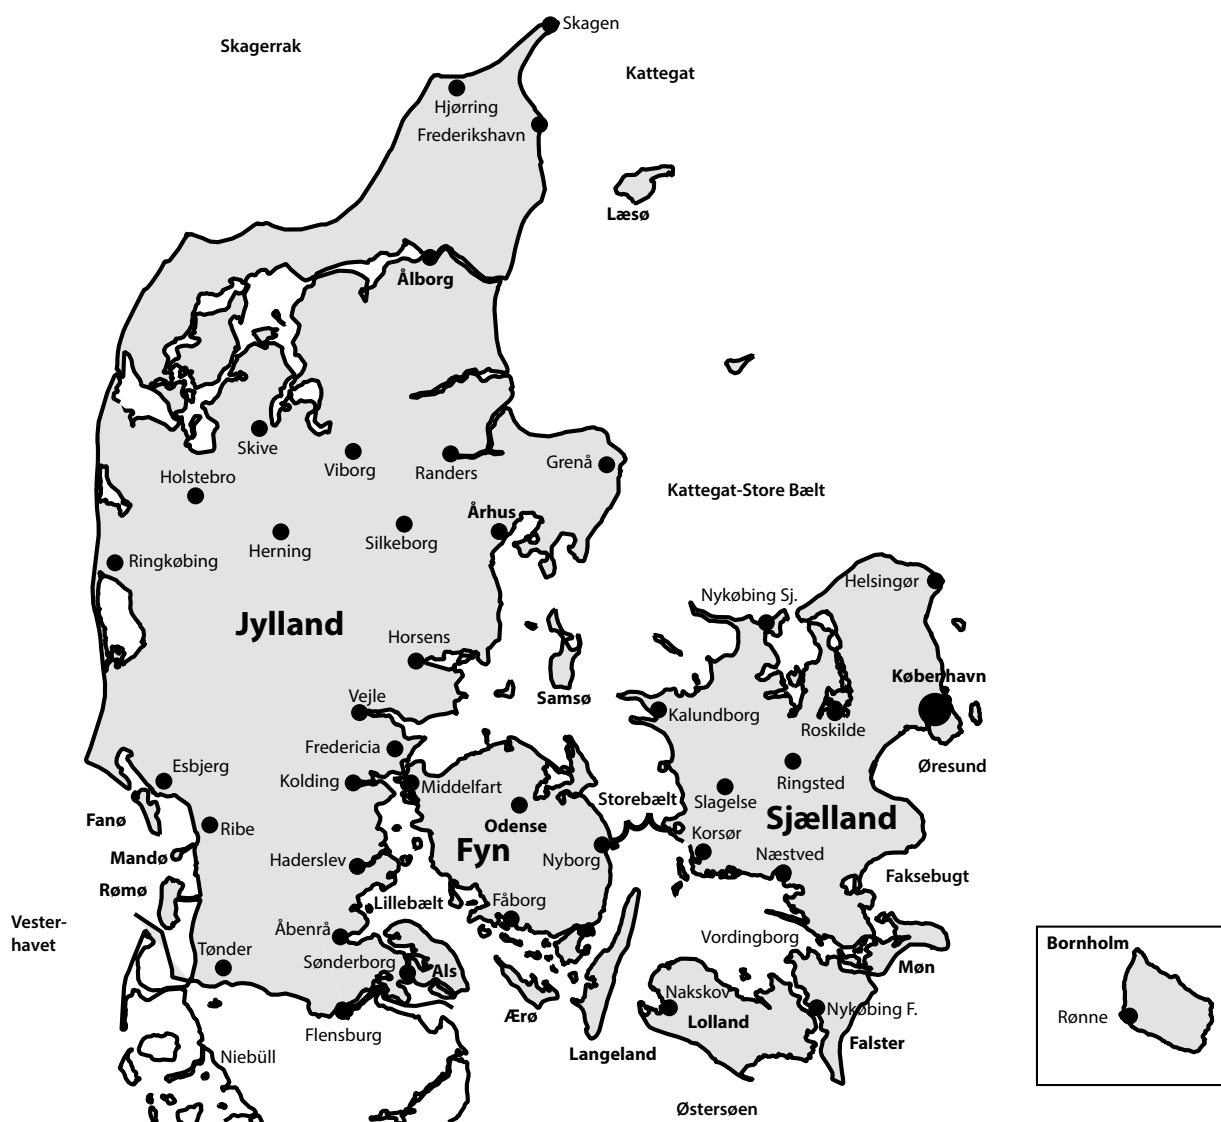 Skagen
Skagerrak
Kattegat
Hjørring
Frederikshavn
Læsø
Ålborg
Skive
Viborg
Randers
Grenå
Holstebro
Kattegat-Store Bælt
Århus
Herning
Silkeborg
Ringkøbing
Helsingør
Nykøbing Sj.
Jylland
Horsens
København
Vejle
Samsø
Kalundborg
Roskilde
Fredericia
Esbjerg
Kolding
Middelfart
Ringsted
Øresund
Slagelse
Storebælt
Fanø
Odense
Sjælland
Ribe
Korsør
Fyn
Nyborg
Mandø
Haderslev
Næstved
Faksebugt
Rømø
Lillebælt
Fåborg
Vester-
havet
Åbenrå
Vordingborg
Bornholm
Tønder
Sønderborg
Als
Møn
Nakskov
Ærø
Lolland
Nykøbing F.
Rønne
Flensburg
Langeland
Falster
Niebüll
Østersøen